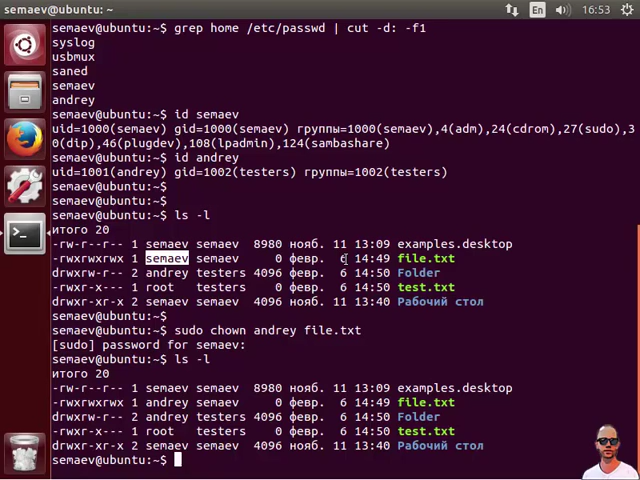 semaev@ubuntu: ~
En
16:53
semaev@ubuntu:~$ grep home /etc/passwd | cut -d: -f1
syslog
usbmux
saned
semaev
andrey
semaev@ubuntu:~$ id semaev
uid=1000(semaev) gid=1000(semaev) группы=1000(semaev),4(adm),24(cdrom),27(sudo),3
0(dip),46(plugdev),108(lpadmin),124(sambashare)
semaev@ubuntu:~$ id andrey
uid=1001(andrey) gid=1002(testers) группы=1002(testers)
semaev@ubuntu:~$
semaev@ubuntu:~$
semaev@ubuntu:~$ ls -l
итого 20
-rw-r--r-- 1 semaev semaev 8980 нояб. 11 13:09 examples.desktop
-rwxrwxrwx 1 semaev semaev 0 февр. 6 14:49 file.txt
drwxrwx--r 2 andrey testers 4096 февр. 6 14:50 Folder
-rwxr-x--- 1 root testers 0 февр. 6 14:50 test.txt
drwxr-xr-x 2 semaev semaev 4096 нояб. 11 13:40 Рабочий стол
semaev@ubuntu:~$
semaev@ubuntu:~$ sudo chown andrey file.txt
[sudo] password for semaev:
semaev@ubuntu:~$ ls -l
итого 20
-rw-r--r-- 1 semaev semaev 8980 нояб. 11 13:09 examples.desktop
-rwxrwxrwx 1 andrey semaev 0 февр. 6 14:49 file.txt
drwxrwx--r 2 andrey testers 4096 февр. 6 14:50 Folder
-rwxr-x--- 1 root testers 0 февр. 6 14:50 test.txt
drwxr-xr-x 2 semaev semaev 4096 нояб. 11 13:40 Рабочий стол
semaev@ubuntu:~$